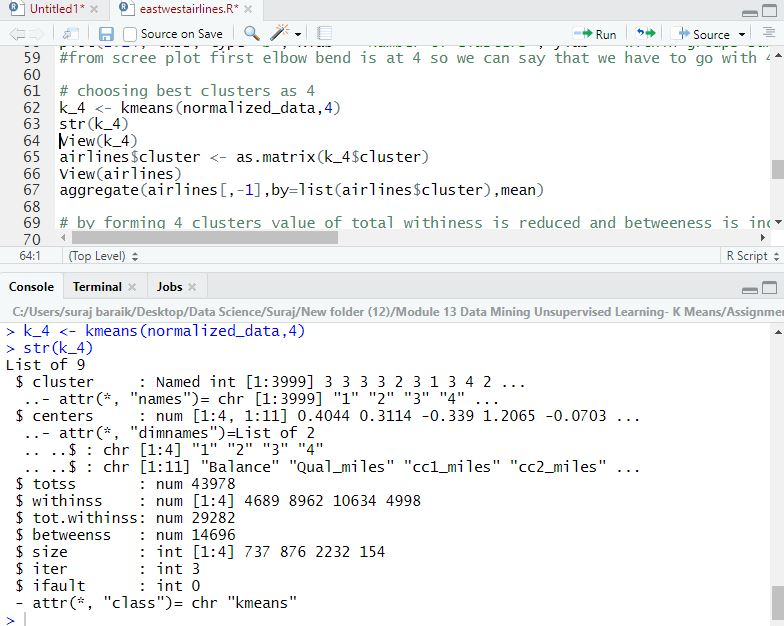 Untitled1* eastwestairlines.R*
Source on Save Run Source
59 #from scree plot first elbow bend is at 4 so we can say that we have to go with 4
60
61 # choosing best clusters as 4
62 k_4 <- kmeans(normalized_data,4)
63 str(k_4)
64 View(k_4)
65 airlines$cluster <- as.matrix(k_4$cluster)
66 View(airlines)
67 aggregate(airlines[,-1],by=list(airlines$cluster),mean)
68
69 # by forming 4 clusters value of total withiness is reduced and betweeness is inc
70
64:1 (Top Level) R Script
Console Terminal Jobs
C:/Users/suraj baraik/Desktop/Data Science/Suraj/New folder (12)/Module 13 Data Mining Unsupervised Learning- K Means/Assignme
> k_4 <- kmeans(normalized_data,4)
> str(k_4)
List of 9
 $ cluster     : Named int [1:3999] 3 3 3 3 2 3 1 3 4 2 ...
  ..- attr(*, "names")= chr [1:3999] "1" "2" "3" "4" ...
 $ centers     : num [1:4, 1:11] 0.4044 0.3114 -0.339 1.2065 -0.0703 ...
  ..- attr(*, "dimnames")=List of 2
  .. ..$ : chr [1:4] "1" "2" "3" "4"
  .. ..$ : chr [1:11] "Balance" "Qual_miles" "cc1_miles" "cc2_miles" ...
 $ totss       : num 43978
 $ withinss    : num [1:4] 4689 8962 10634 4998
 $ tot.withinss: num 29282
 $ betweenss   : num 14696
 $ size        : int [1:4] 737 876 2232 154
 $ iter        : int 3
 $ ifault      : int 0
 - attr(*, "class")= chr "kmeans"
>